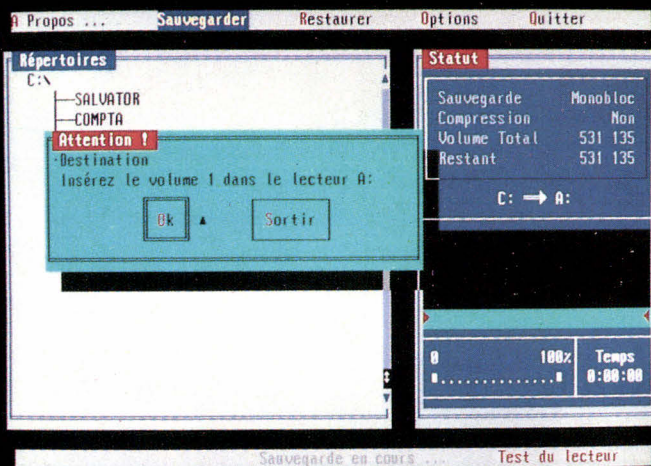 A Propos ... Sauvegarder Restaurer Options Quitter
Répertoires
C:\
SALVATOR
COMPTA
Attention !
·Destination
Insérez le volume 1 dans le lecteur A:
Ok
Sortir
Statut
Sauvegarde Monobloc
Compression Non
Volume Total 531 135
Restant 531 135
C: → A:
0 100%
Temps
0:00:00
Sauvegarde en cours ... Test du lecteur